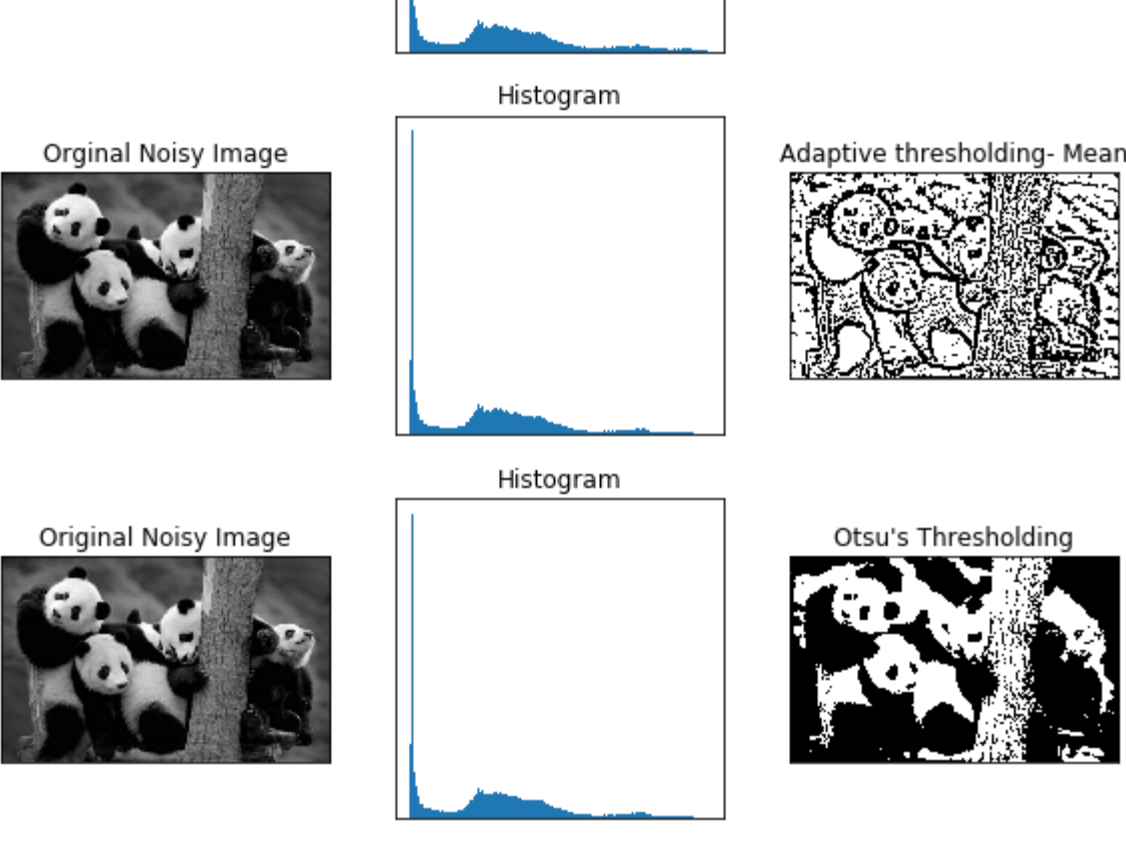 Histogram
Orginal Noisy Image
Adaptive thresholding- Mean
Histogram
Original Noisy Image
Otsu's Thresholding